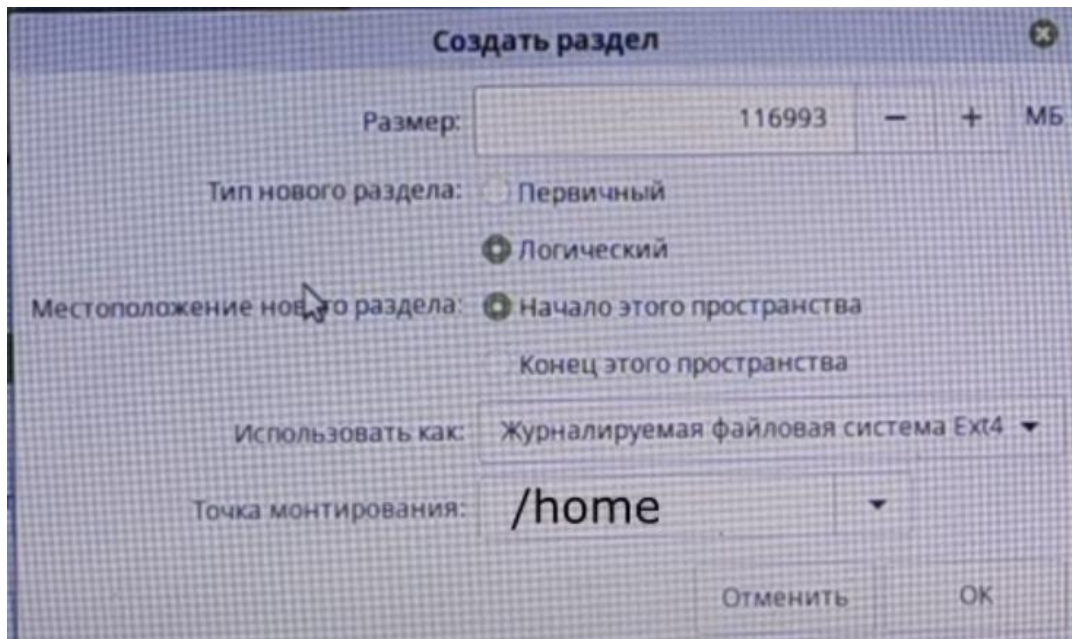 Создать раздел
Размер: 116993 − + МБ
Тип нового раздела: Первичный
Логический
Местоположение нового раздела: Начало этого пространства
Конец этого пространства
Использовать как: Журналируемая файловая система Ext4
Точка монтирования: /home
Отменить OK